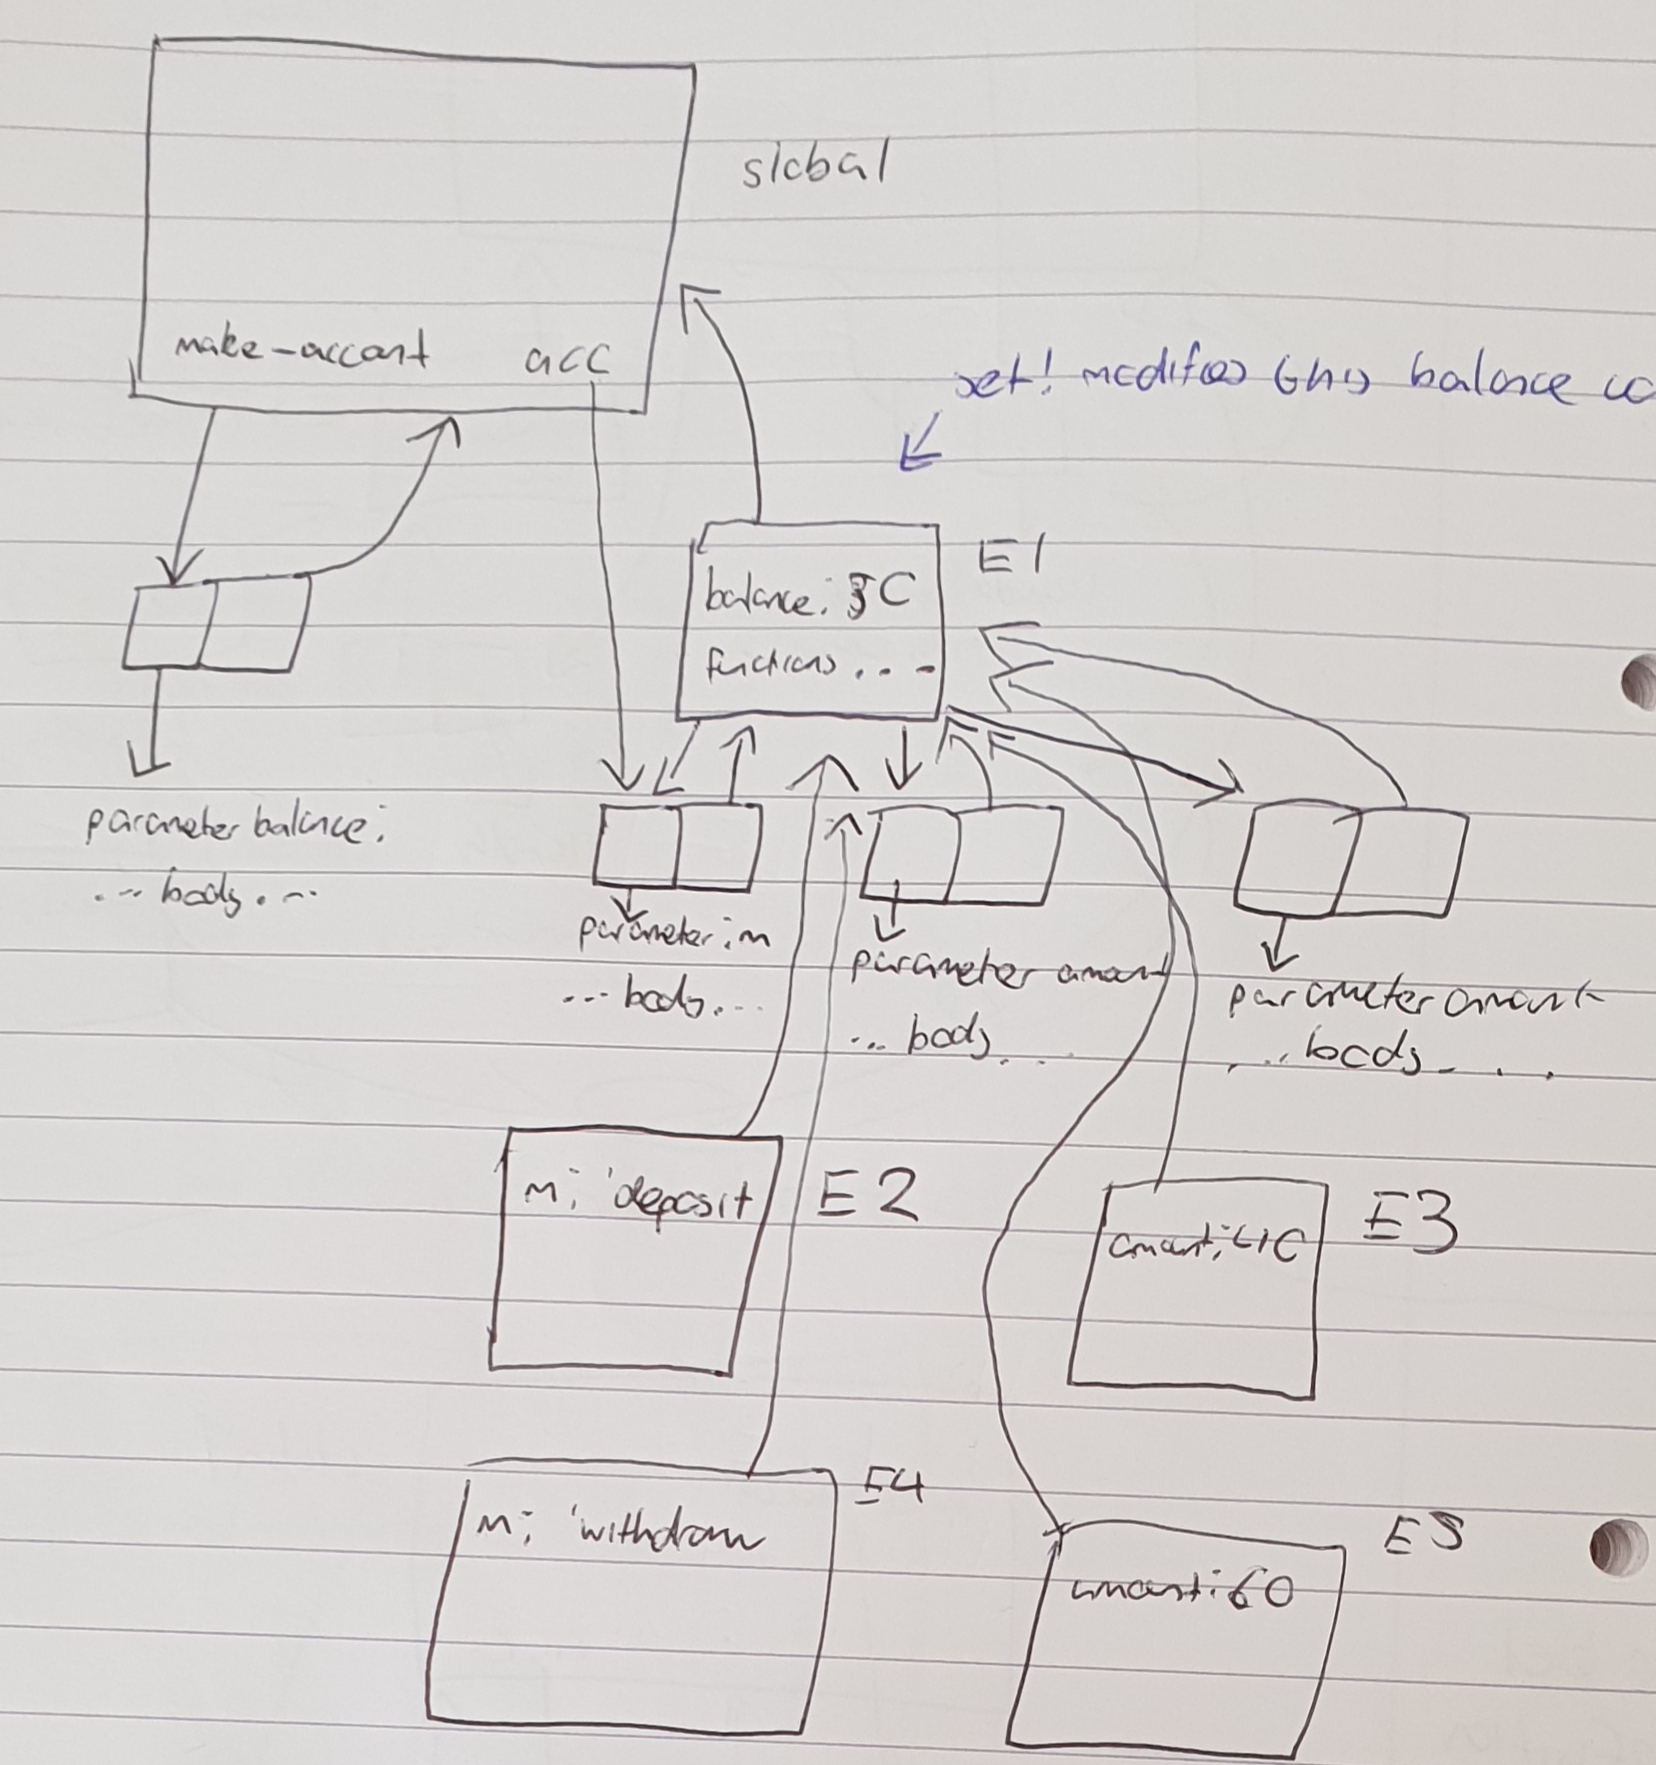 global
make-account acc
set! modifies this balance
E1
balance: 30
functions...
parameter balance:
... body...
parameter: m
... body...
parameter amount
... body...
parameter amount
... body....
m: 'deposit
E2
amount: 40
E3
m: 'withdraw
E4
amount: 60
E5